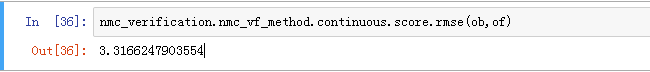 In [36]: nmc_verification.nmc_vf_method.continuous.score.rmse(ob,of)
Out[36]: 3.3166247903554